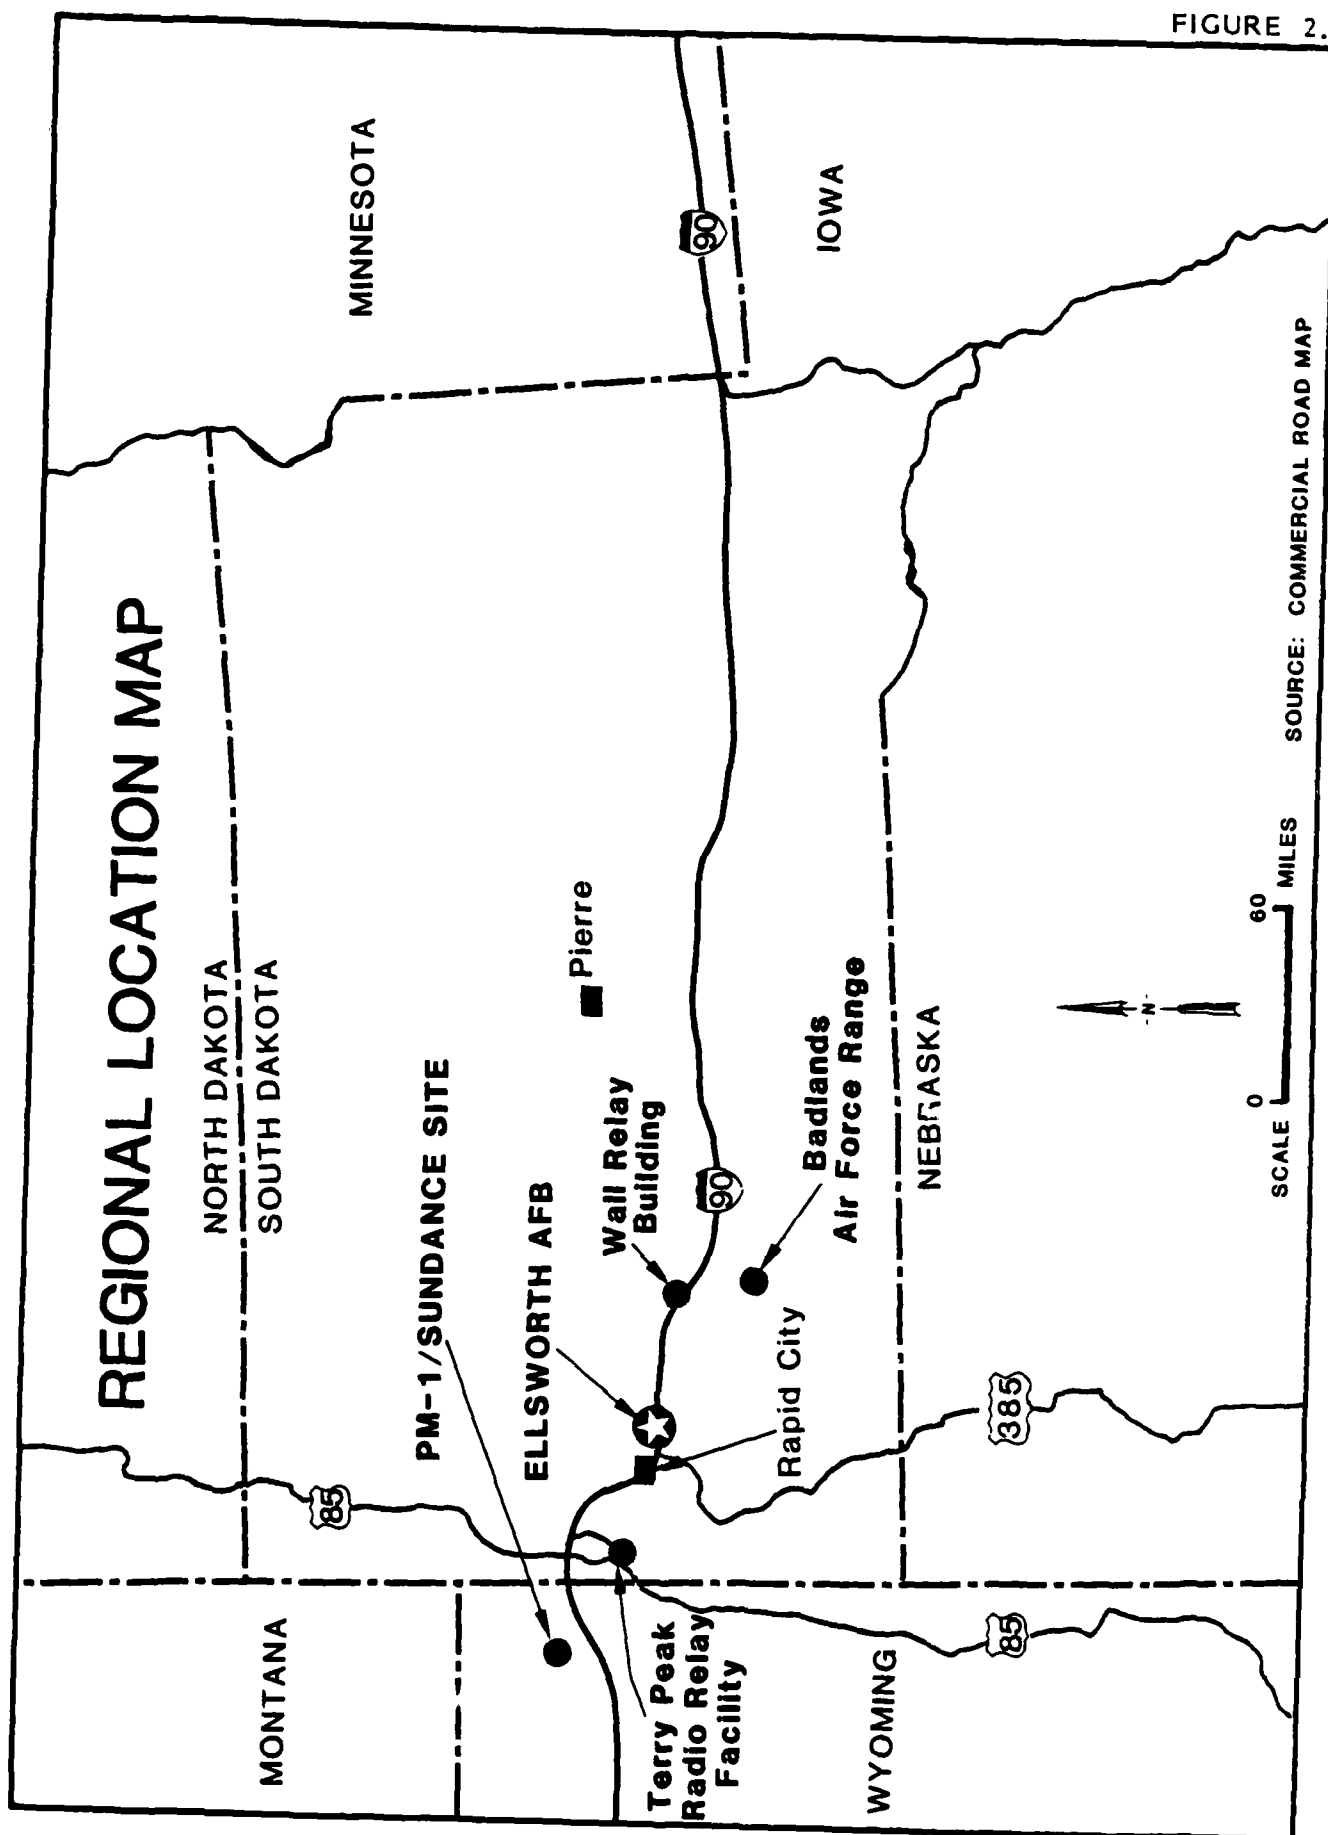 FIGURE 2.
REGIONAL LOCATION MAP
MONTANA
NORTH DAKOTA
SOUTH DAKOTA
MINNESOTA
85
PM-1/SUNDANCE SITE
ELLSWORTH AFB
Wall Relay
Building
Pierre
90
90
IOWA
Terry Peak
Radio Relay
Facility
Rapid City
Badlands
Air Force Range
WYOMING
NEBRASKA
85
385
-N-
SCALE
0
60
MILES
SOURCE: COMMERCIAL ROAD MAP